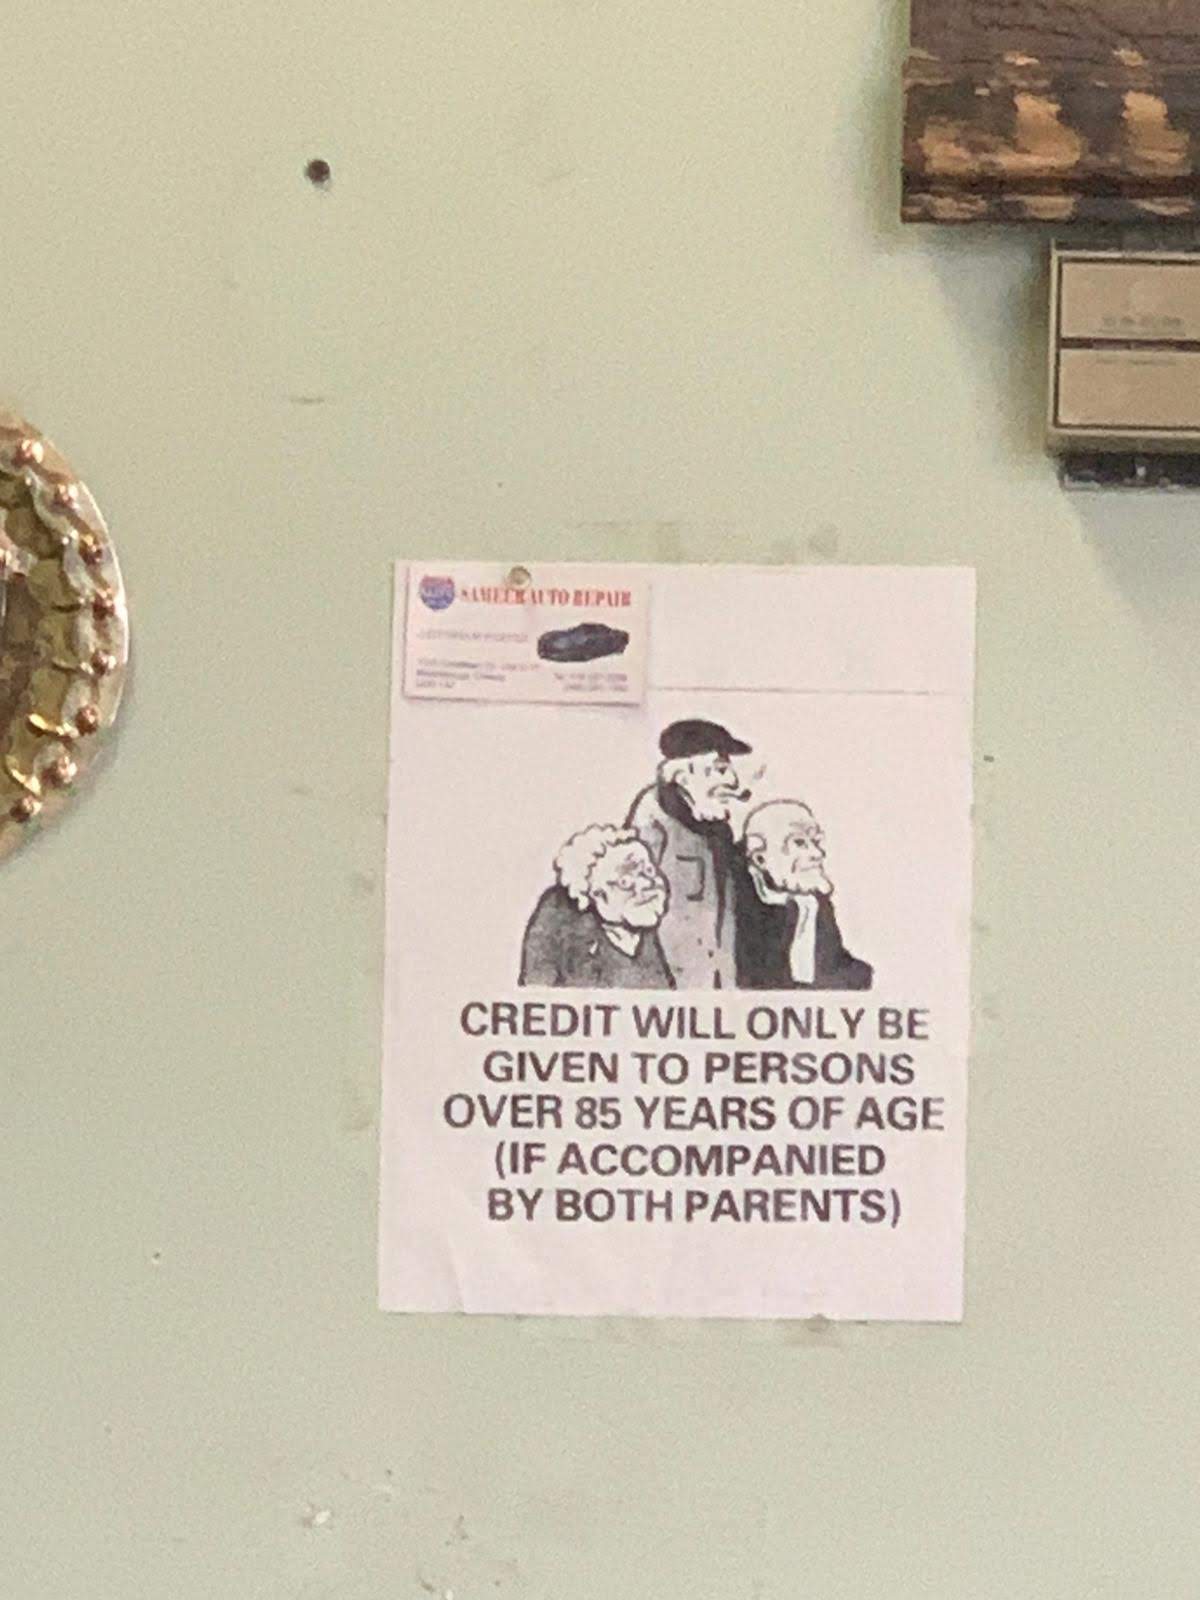 SAMEER AUTO REPAIR
CREDIT WILL ONLY BE
GIVEN TO PERSONS
OVER 85 YEARS OF AGE
(IF ACCOMPANIED
BY BOTH PARENTS)